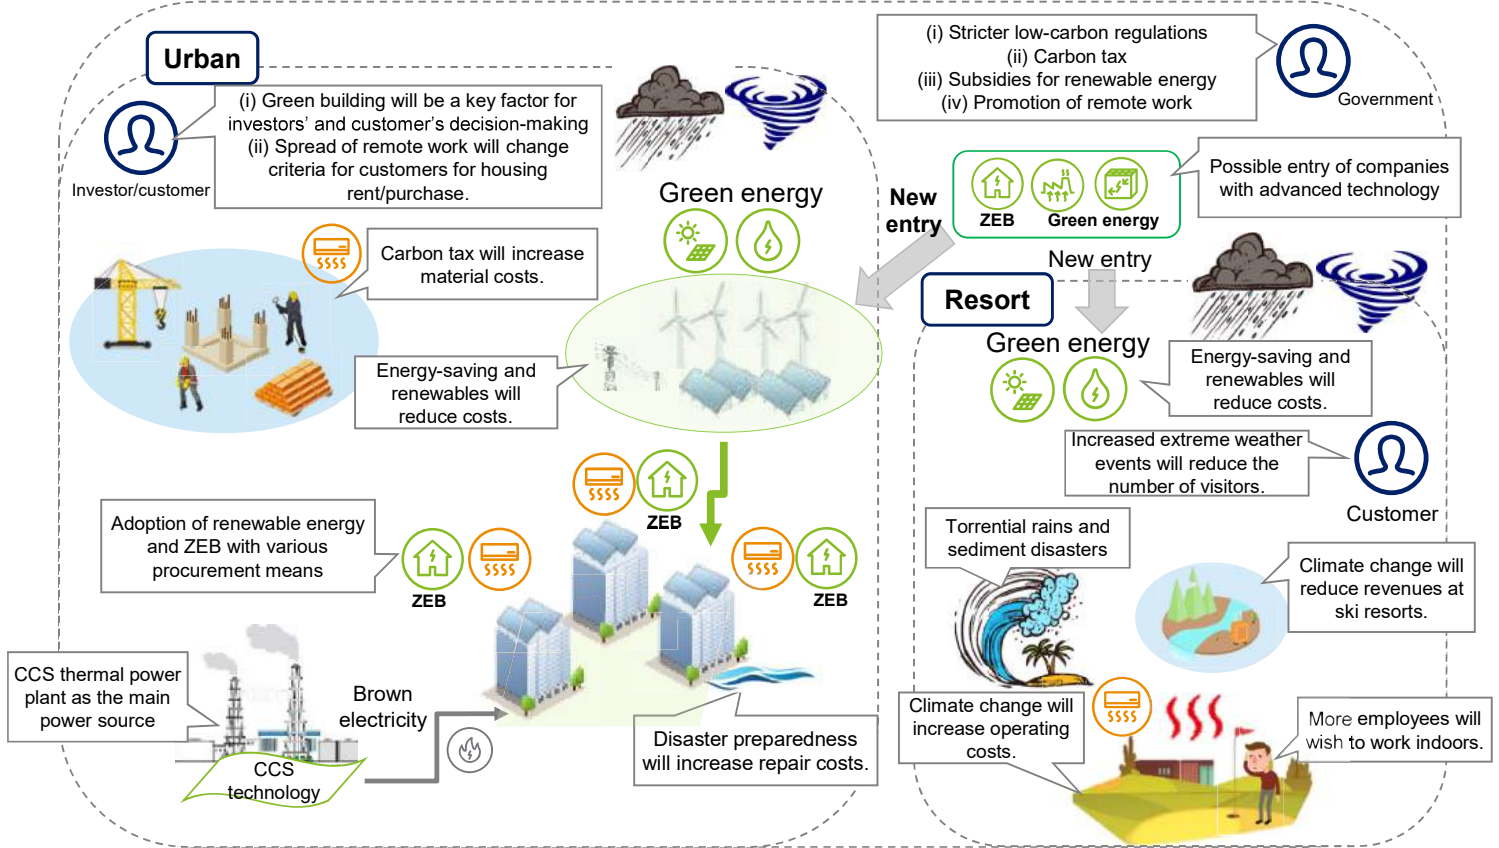 Urban
(i) Green building will be a key factor for
investors’ and customer’s decision-making
(ii) Spread of remote work will change
criteria for customers for housing
rent/purchase.
Investor/customer
(i) Stricter low-carbon regulations
(ii) Carbon tax
(iii) Subsidies for renewable energy
(iv) Promotion of remote work
Government
Possible entry of companies
with advanced technology
ZEB
Green energy
New
entry
New entry
Green energy
Carbon tax will increase
material costs.
Energy-saving and
renewables will
reduce costs.
Resort
Green energy
Energy-saving and
renewables will
reduce costs.
Increased extreme weather
events will reduce the
number of visitors.
Customer
ZEB
Adoption of renewable energy
and ZEB with various
procurement means
ZEB
ZEB
Torrential rains and
sediment disasters
Climate change will
reduce revenues at
ski resorts.
CCS thermal power
plant as the main
power source
Brown
electricity
CCS
technology
Disaster preparedness
will increase repair costs.
Climate change will
increase operating
costs.
More employees will
wish to work indoors.